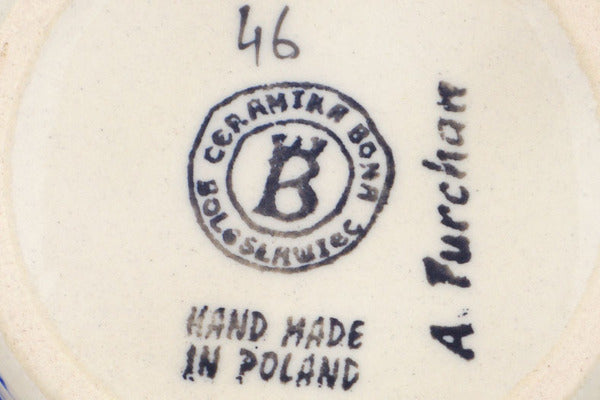 46
CERAMIKA BONA
B
BOLESŁAWIEC
HAND MADE
IN POLAND
A. Purchan